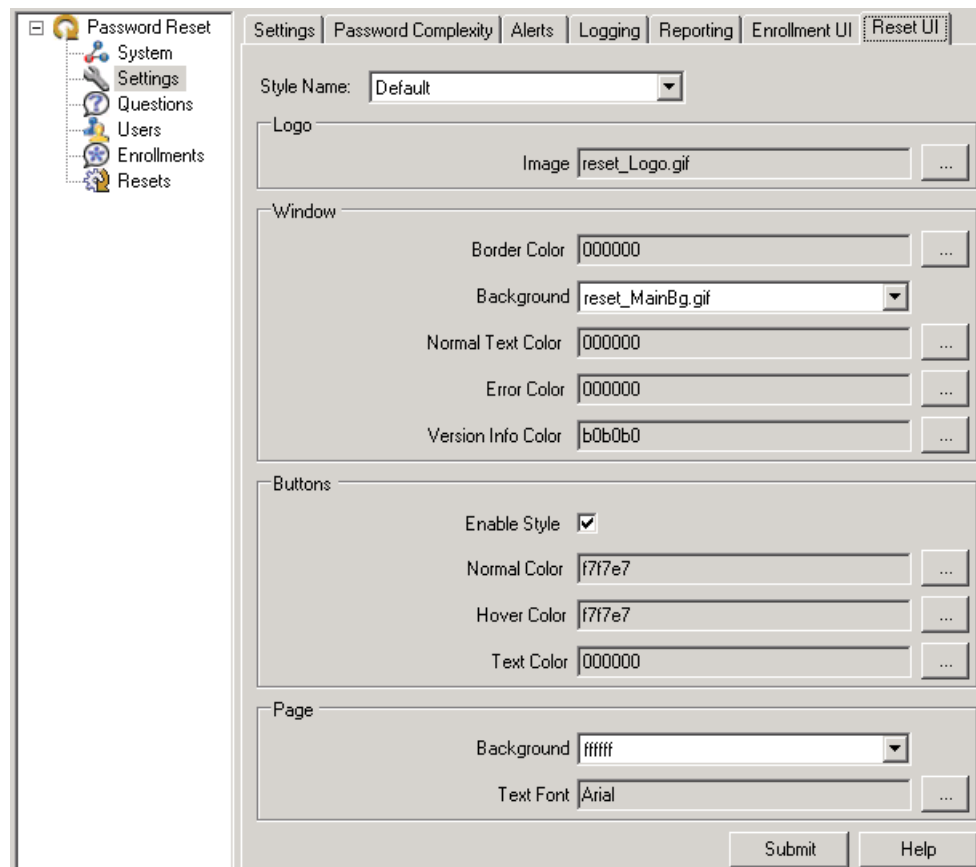 Password Reset
System
Settings
Questions
Users
Enrollments
Resets
Settings Password Complexity Alerts Logging Reporting Enrollment UI Reset UI
Style Name: Default
Logo
Image reset_Logo.gif ...
Window
Border Color 000000 ...
Background reset_MainBg.gif
Normal Text Color 000000 ...
Error Color 000000 ...
Version Info Color b0b0b0 ...
Buttons
Enable Style
Normal Color f7f7e7 ...
Hover Color f7f7e7 ...
Text Color 000000 ...
Page
Background ffffff
Text Font Arial ...
Submit Help